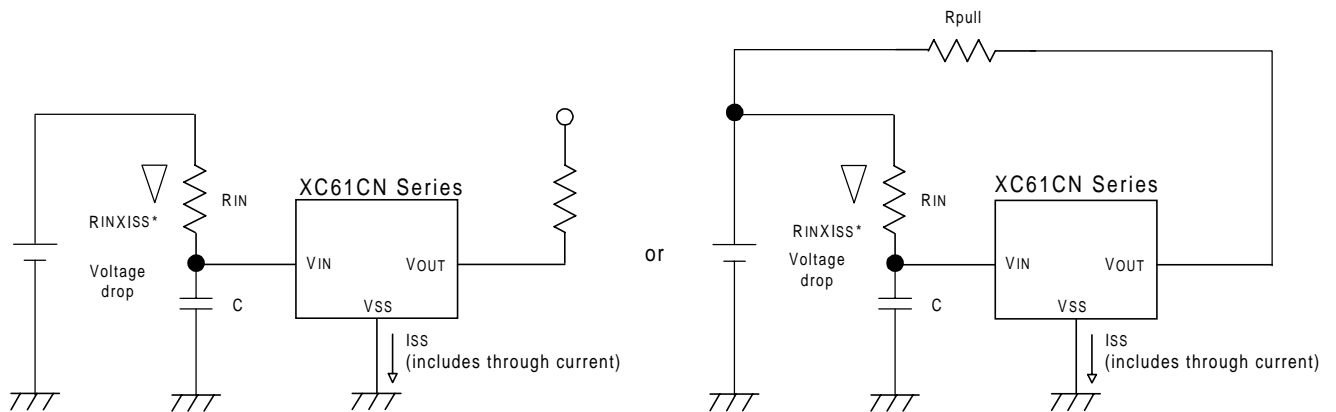 Rpull
XC61CN Series
RIN
RINXISS*
Voltage
drop
VIN
VOUT
C
VSS
ISS
(includes through current)
or
XC61CN Series
RIN
RINXISS*
Voltage
drop
VIN
VOUT
C
VSS
ISS
(includes through current)